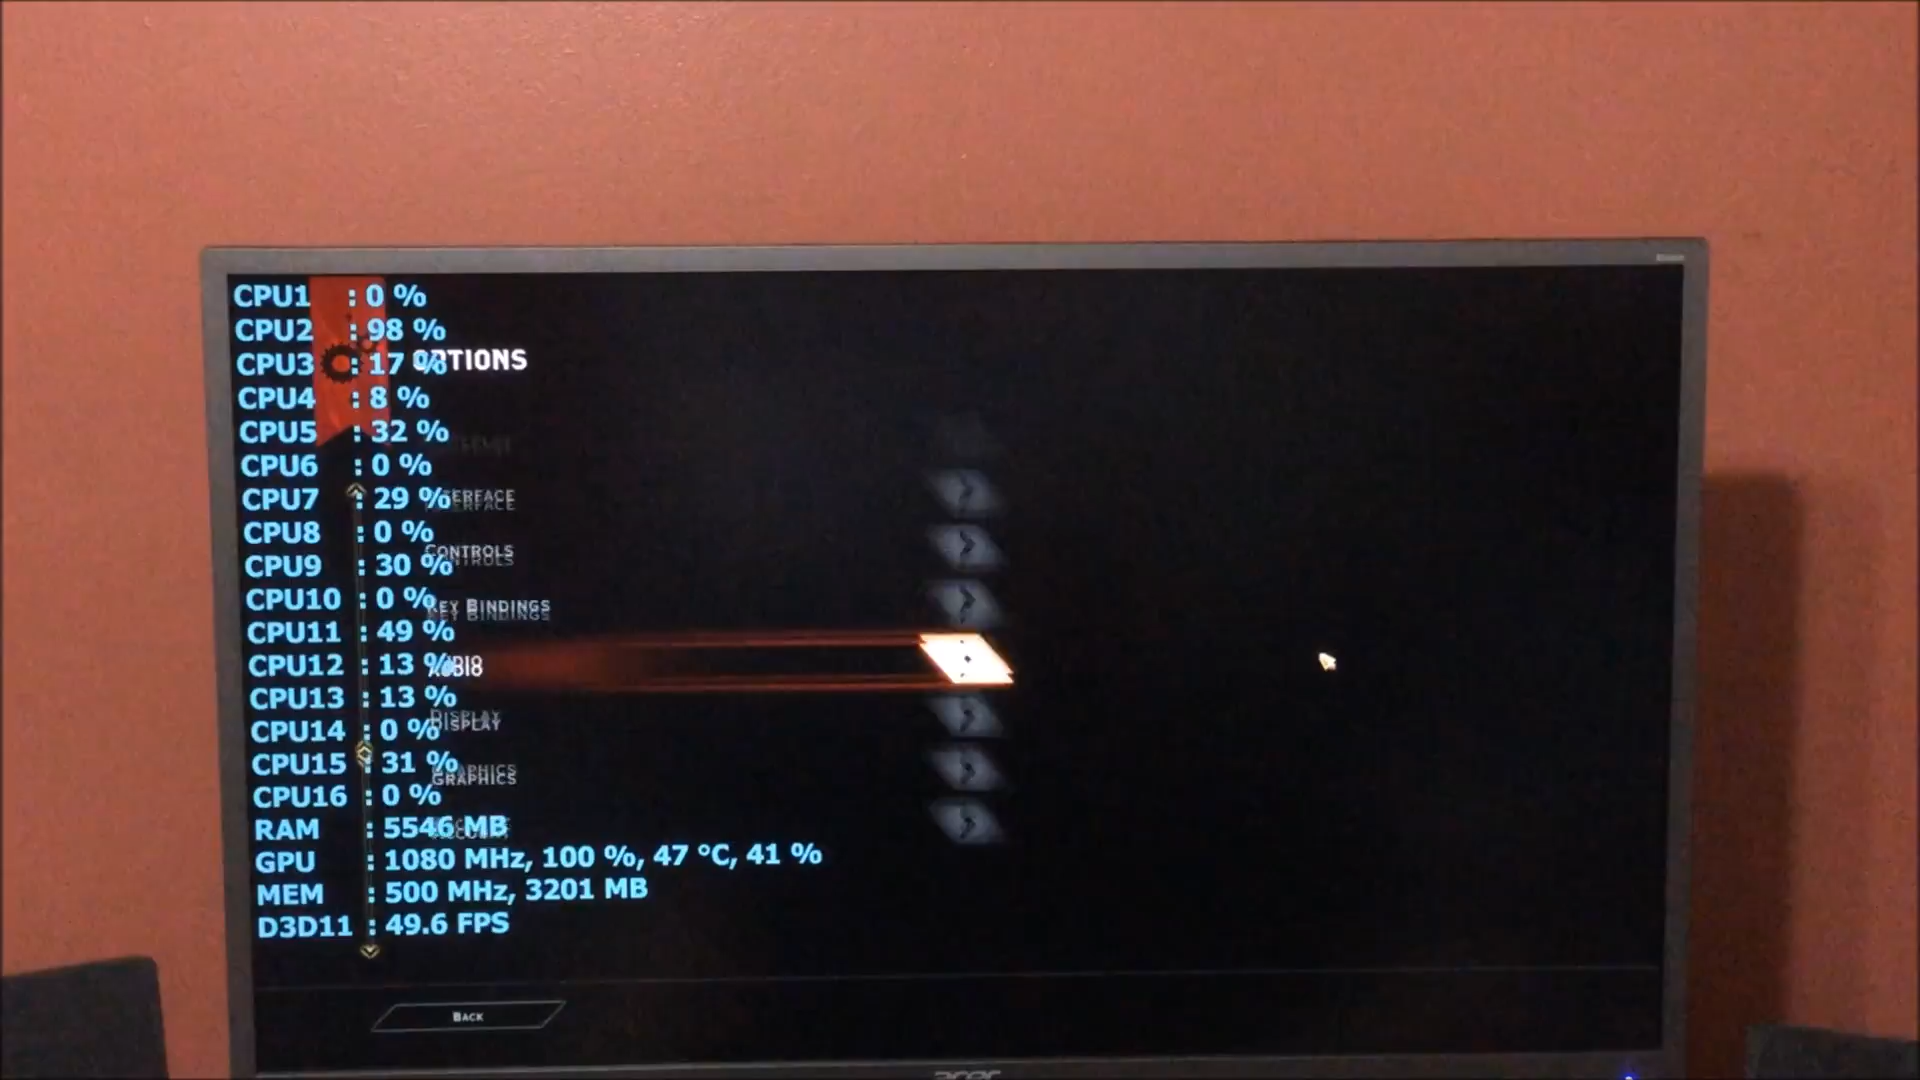 CPU1 : 0 %
CPU2 : 98 %
CPU3 : 17 %
OPTIONS
CPU4 : 8 %
CPU5 : 32 %
CPU6 : 0 %
CPU7 : 29 %
INTERFACE
CPU8 : 0 %
CONTROLS
CPU9 : 30 %
CPU10 : 0 %
KEY BINDINGS
CPU11 : 49 %
CPU12 : 13 %
CPU13 : 13 %
CPU14 : 0 %
DISPLAY
CPU15 : 31 %
GRAPHICS
CPU16 : 0 %
RAM : 5546 MB
GPU : 1080 MHz, 100 %, 47 °C, 41 %
MEM : 500 MHz, 3201 MB
D3D11 : 49.6 FPS
BACK
acer